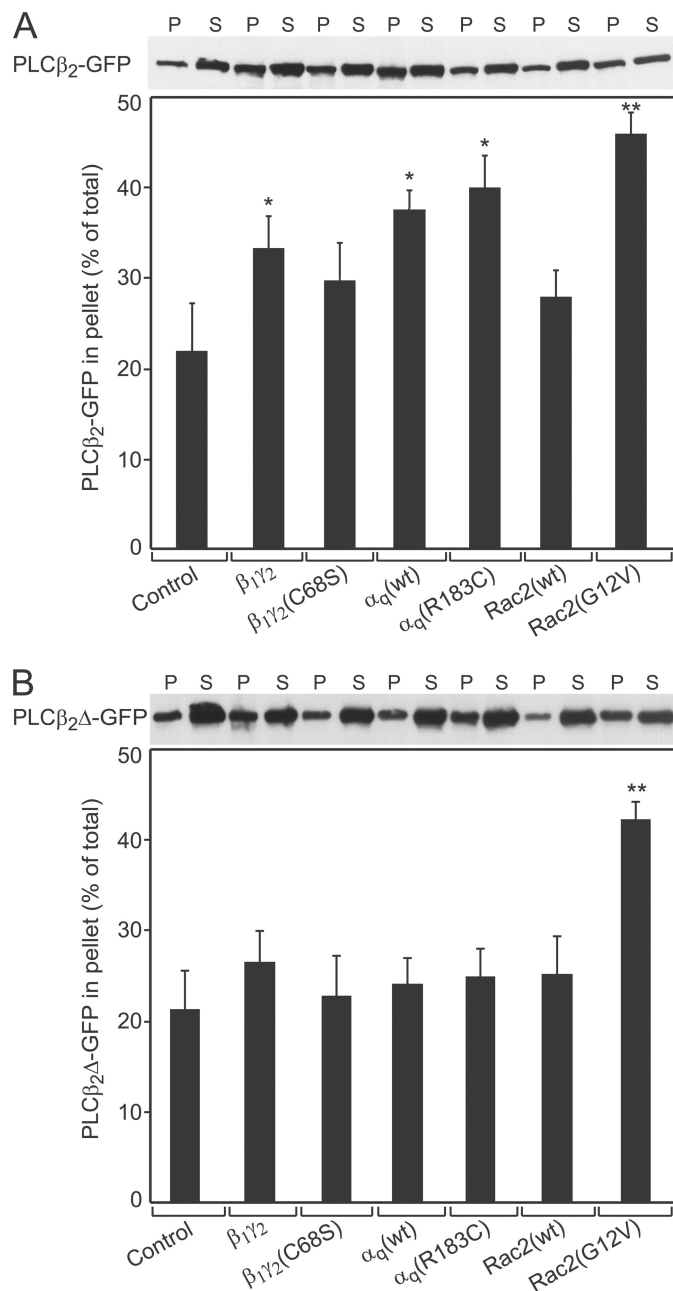 A
P S P S P S P S P S P S P S
PLCβ₂-GFP
PLCβ₂-GFP in pellet (% of total)
50
40
30
20
10
0
*
*
*
**
Control
β₁γ₂
β₁γ₂(C68S)
αq(wt)
αq(R183C)
Rac2(wt)
Rac2(G12V)
B
P S P S P S P S P S P S P S
PLCβ₂Δ-GFP
PLCβ₂Δ-GFP in pellet (% of total)
50
40
30
20
10
0
**
Control
β₁γ₂
β₁γ₂(C68S)
αq(wt)
αq(R183C)
Rac2(wt)
Rac2(G12V)